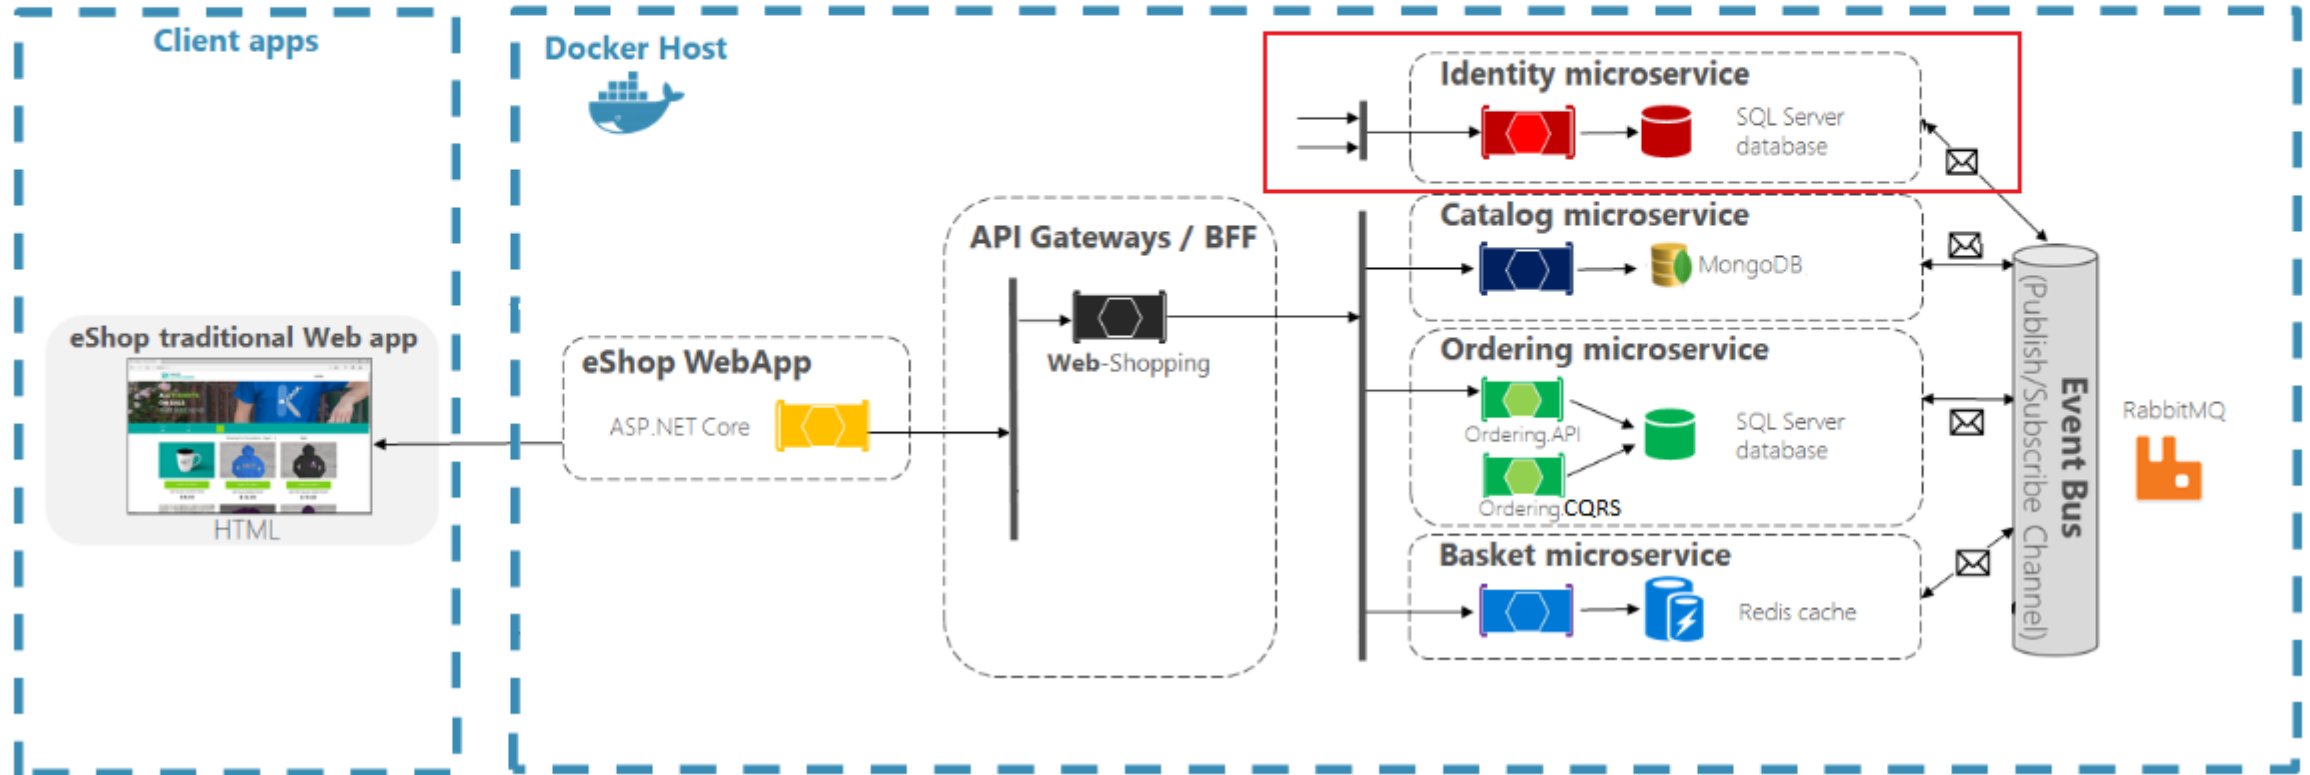 Client apps
eShop traditional Web app
HTML
Docker Host
eShop WebApp
ASP.NET Core
API Gateways / BFF
Web-Shopping
Identity microservice
SQL Server
database
Catalog microservice
MongoDB
Ordering microservice
Ordering.API
Ordering.CQRS
SQL Server
database
Basket microservice
Redis cache
Event Bus
(Publish/Subscribe Channel)
RabbitMQ